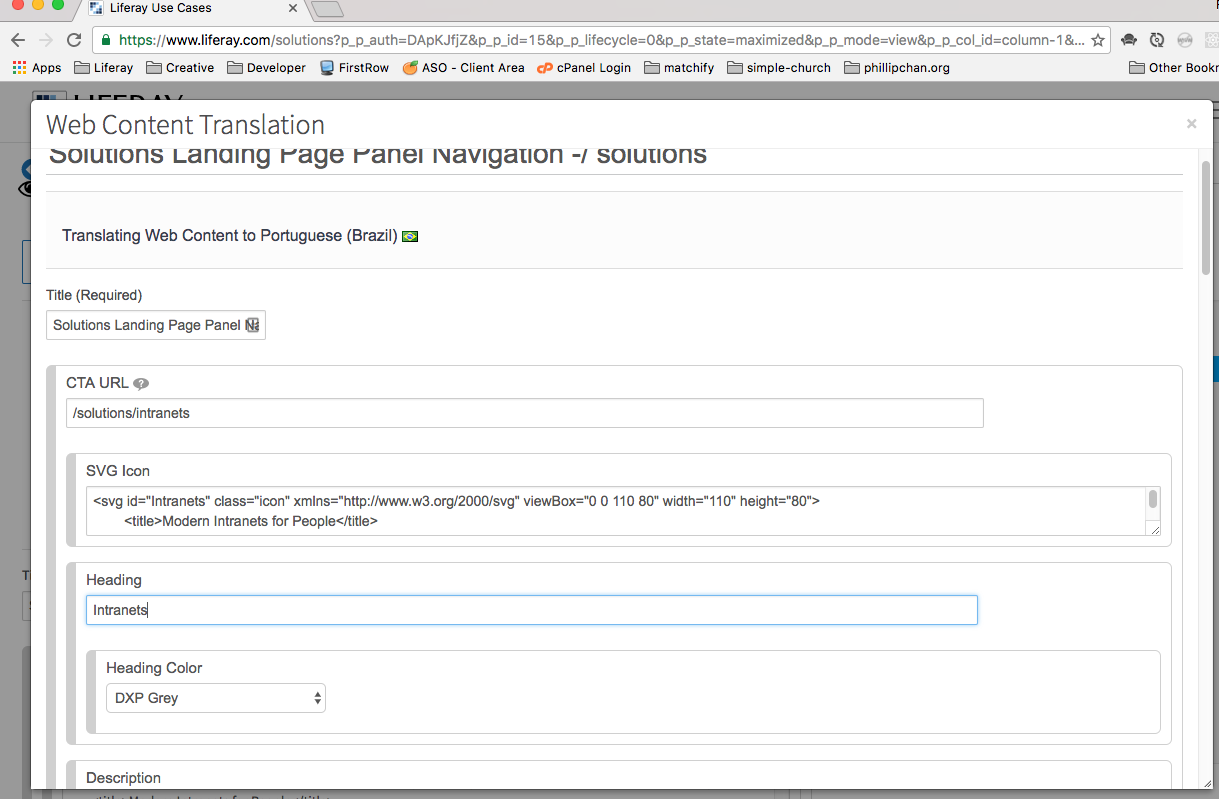 Liferay Use Cases
https://www.liferay.com/solutions?p_p_auth=DApKJfjZ&p_p_id=15&p_p_lifecycle=0&p_p_state=maximized&p_p_mode=view&p_p_col_id=column-1&...
Apps Liferay Creative Developer FirstRow ASO - Client Area cPanel Login matchify simple-church phillipchan.org Other Bookr
LIFERAY
Web Content Translation ×
Solutions Landing Page Panel Navigation -/ solutions
Translating Web Content to Portuguese (Brazil)
Title (Required)
Solutions Landing Page Panel Na
CTA URL ?
/solutions/intranets
SVG Icon
<svg id="Intranets" class="icon" xmlns="http://www.w3.org/2000/svg" viewBox="0 0 110 80" width="110" height="80">
<title>Modern Intranets for People</title>
Heading
Intranets
Heading Color
DXP Grey
Description